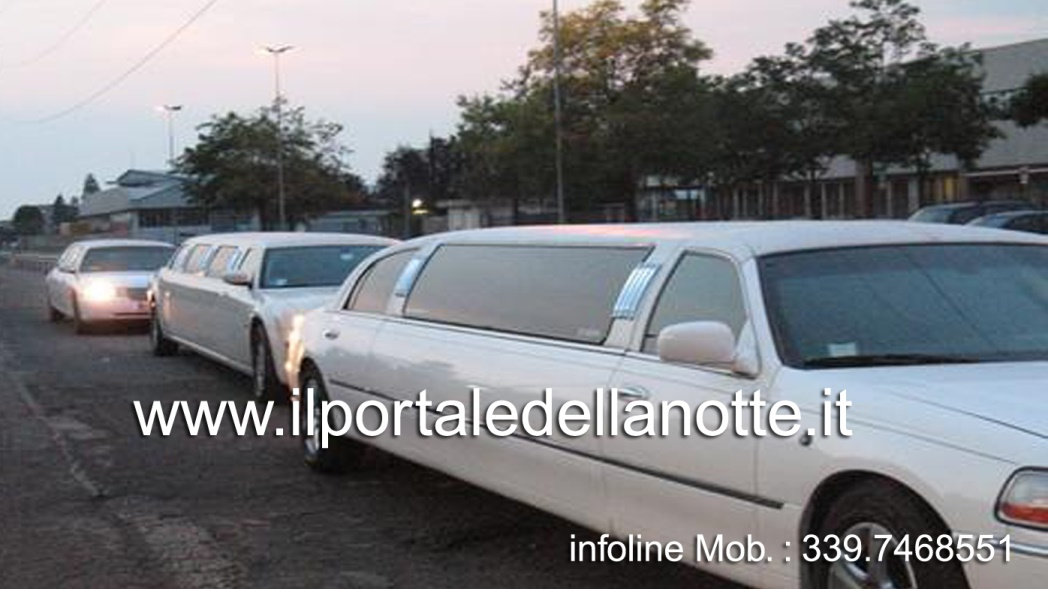 www.ilportaledellanotte.it
infoline Mob. : 339.7468551